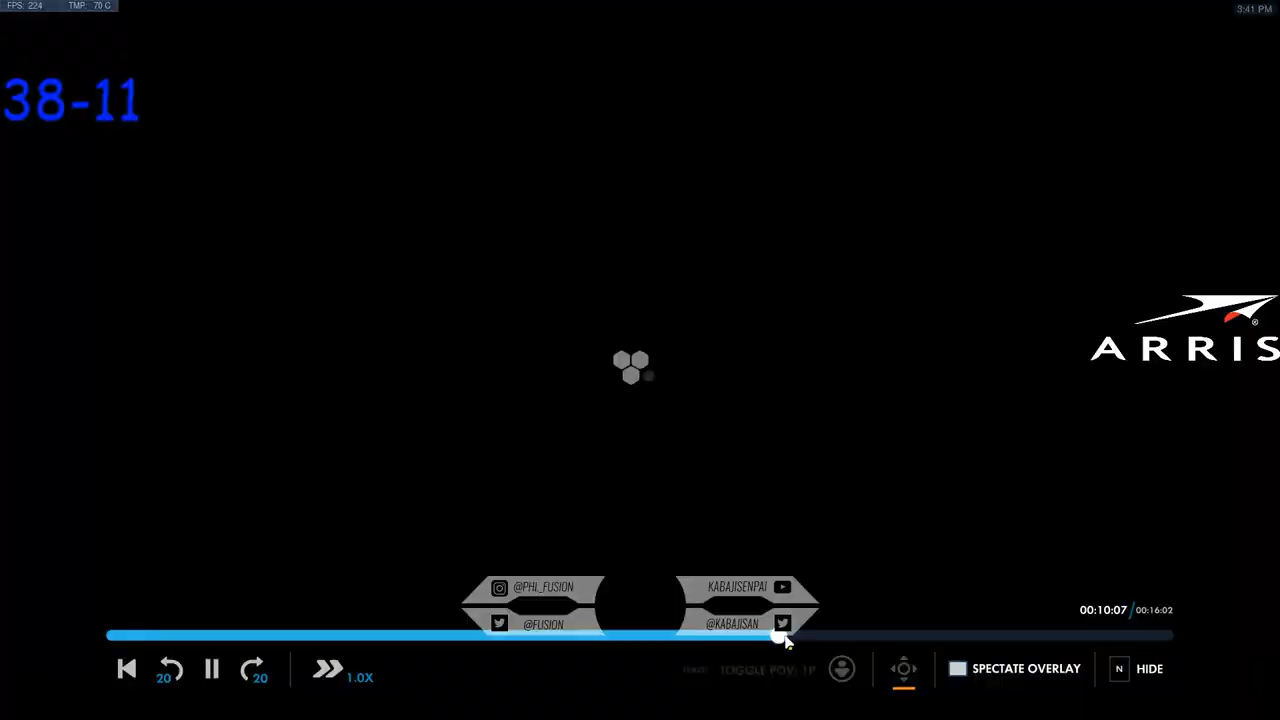 FPS: 224 TMP: 70 C
3:41 PM
38-11
ARRIS
®
@PHI_FUSION
KABAJISENPAI
@FUSION
@KABAJISAN
00:10:07/00:16:02
20
20
1.0X
TOGGLE POV: 1P
SPECTATE OVERLAY
N
HIDE